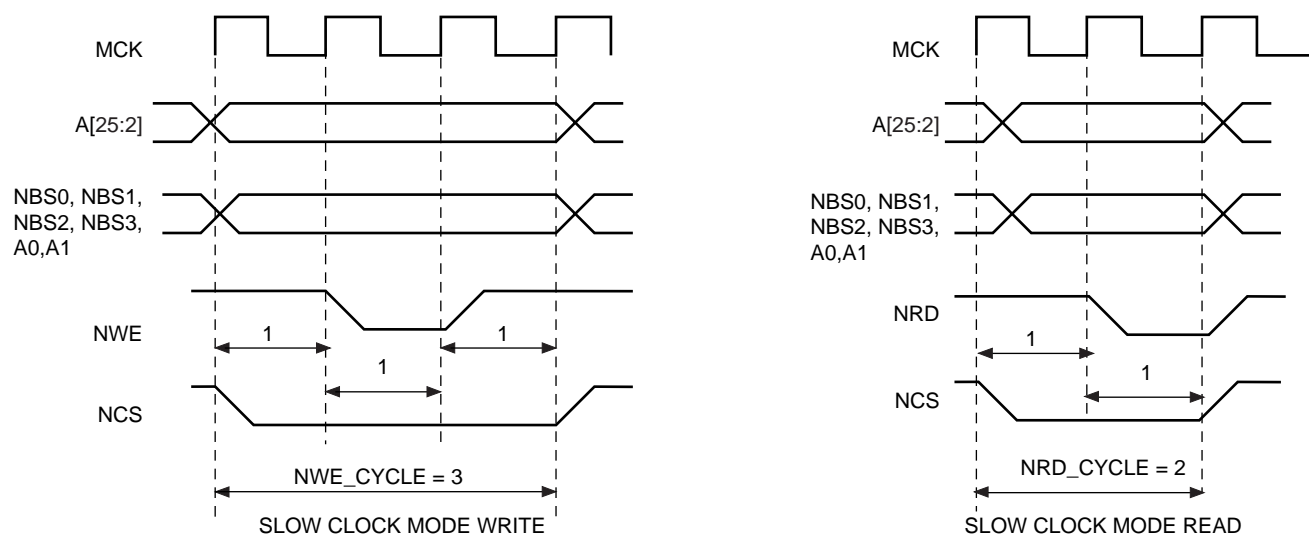 MCK
A[25:2]
NBS0, NBS1,
NBS2, NBS3,
A0,A1
NWE
1
1
1
NCS
NWE_CYCLE = 3
SLOW CLOCK MODE WRITE
MCK
A[25:2]
NBS0, NBS1,
NBS2, NBS3,
A0,A1
NRD
1
1
NCS
NRD_CYCLE = 2
SLOW CLOCK MODE READ